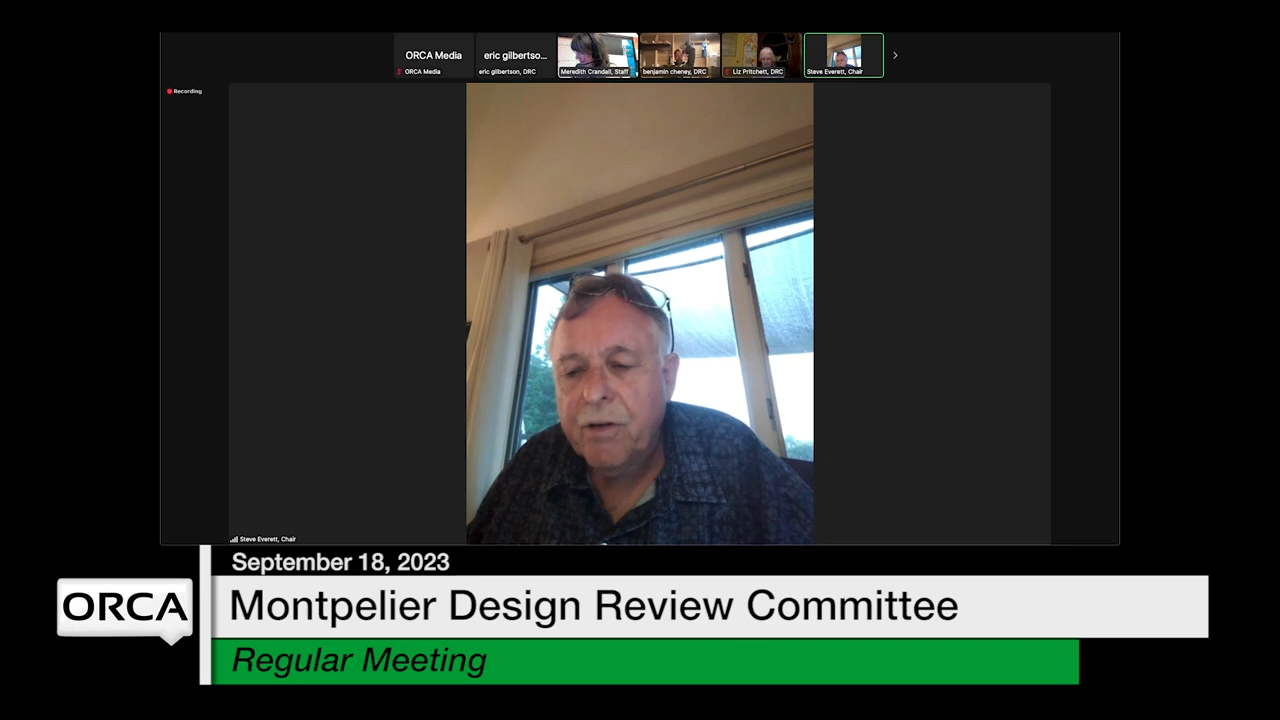 ORCA Media
eric gilbertso...
ORCA Media
eric gilbertson, DRC
Meredith Crandall, Staff
benjamin cheney, DRC
Liz Pritchett, DRC
Steve Everett, Chair
Recording
Steve Everett, Chair
September 18, 2023
ORCA
Montpelier Design Review Committee
Regular Meeting